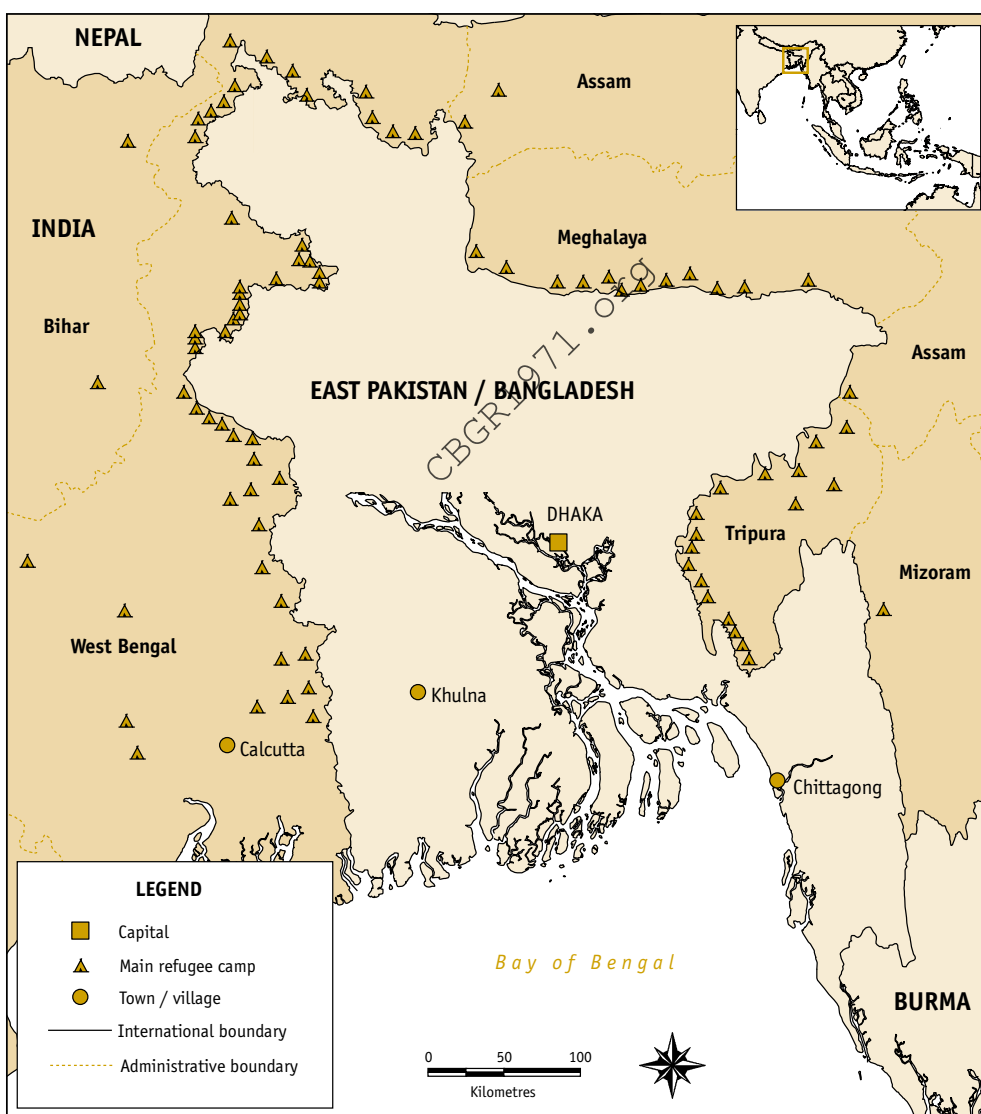 NEPAL
Assam
INDIA
Meghalaya
Bihar
Assam
EAST PAKISTAN / BANGLADESH
CBGR1971.org
DHAKA
Tripura
Mizoram
West Bengal
Khulna
Calcutta
Chittagong
LEGEND
Capital
Main refugee camp
Town / village
International boundary
Administrative boundary
Bay of Bengal
BURMA
0 50 100
Kilometres